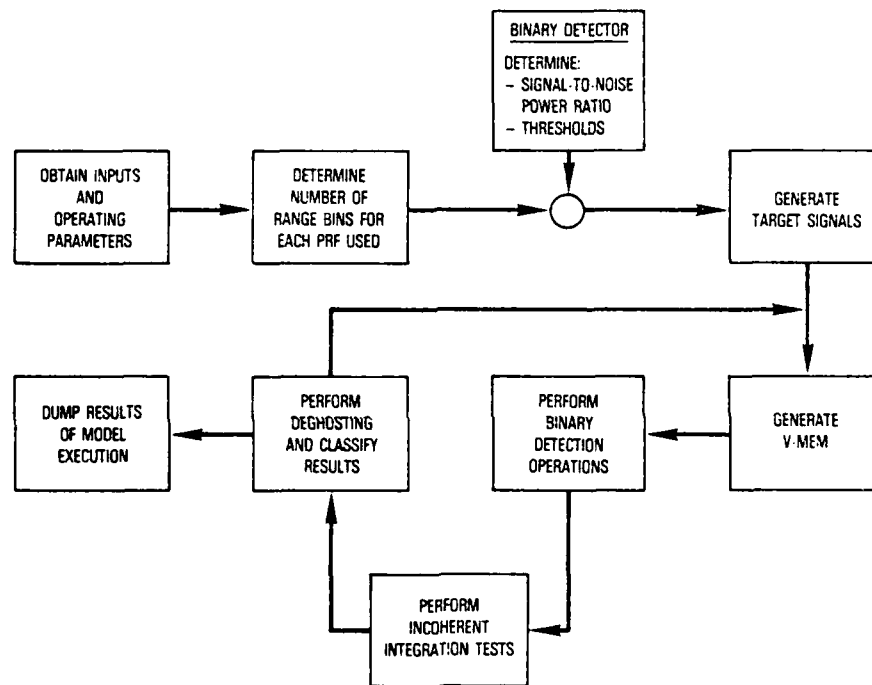 BINARY DETECTOR
DETERMINE:
- SIGNAL-TO-NOISE
POWER RATIO
- THRESHOLDS
OBTAIN INPUTS
AND
OPERATING
PARAMETERS
DETERMINE
NUMBER OF
RANGE BINS FOR
EACH PRF USED
GENERATE
TARGET SIGNALS
DUMP RESULTS
OF MODEL
EXECUTION
PERFORM
DEGHOSTING
AND CLASSIFY
RESULTS
PERFORM
BINARY
DETECTION
OPERATIONS
GENERATE
V-MEM
PERFORM
INCOHERENT
INTEGRATION TESTS